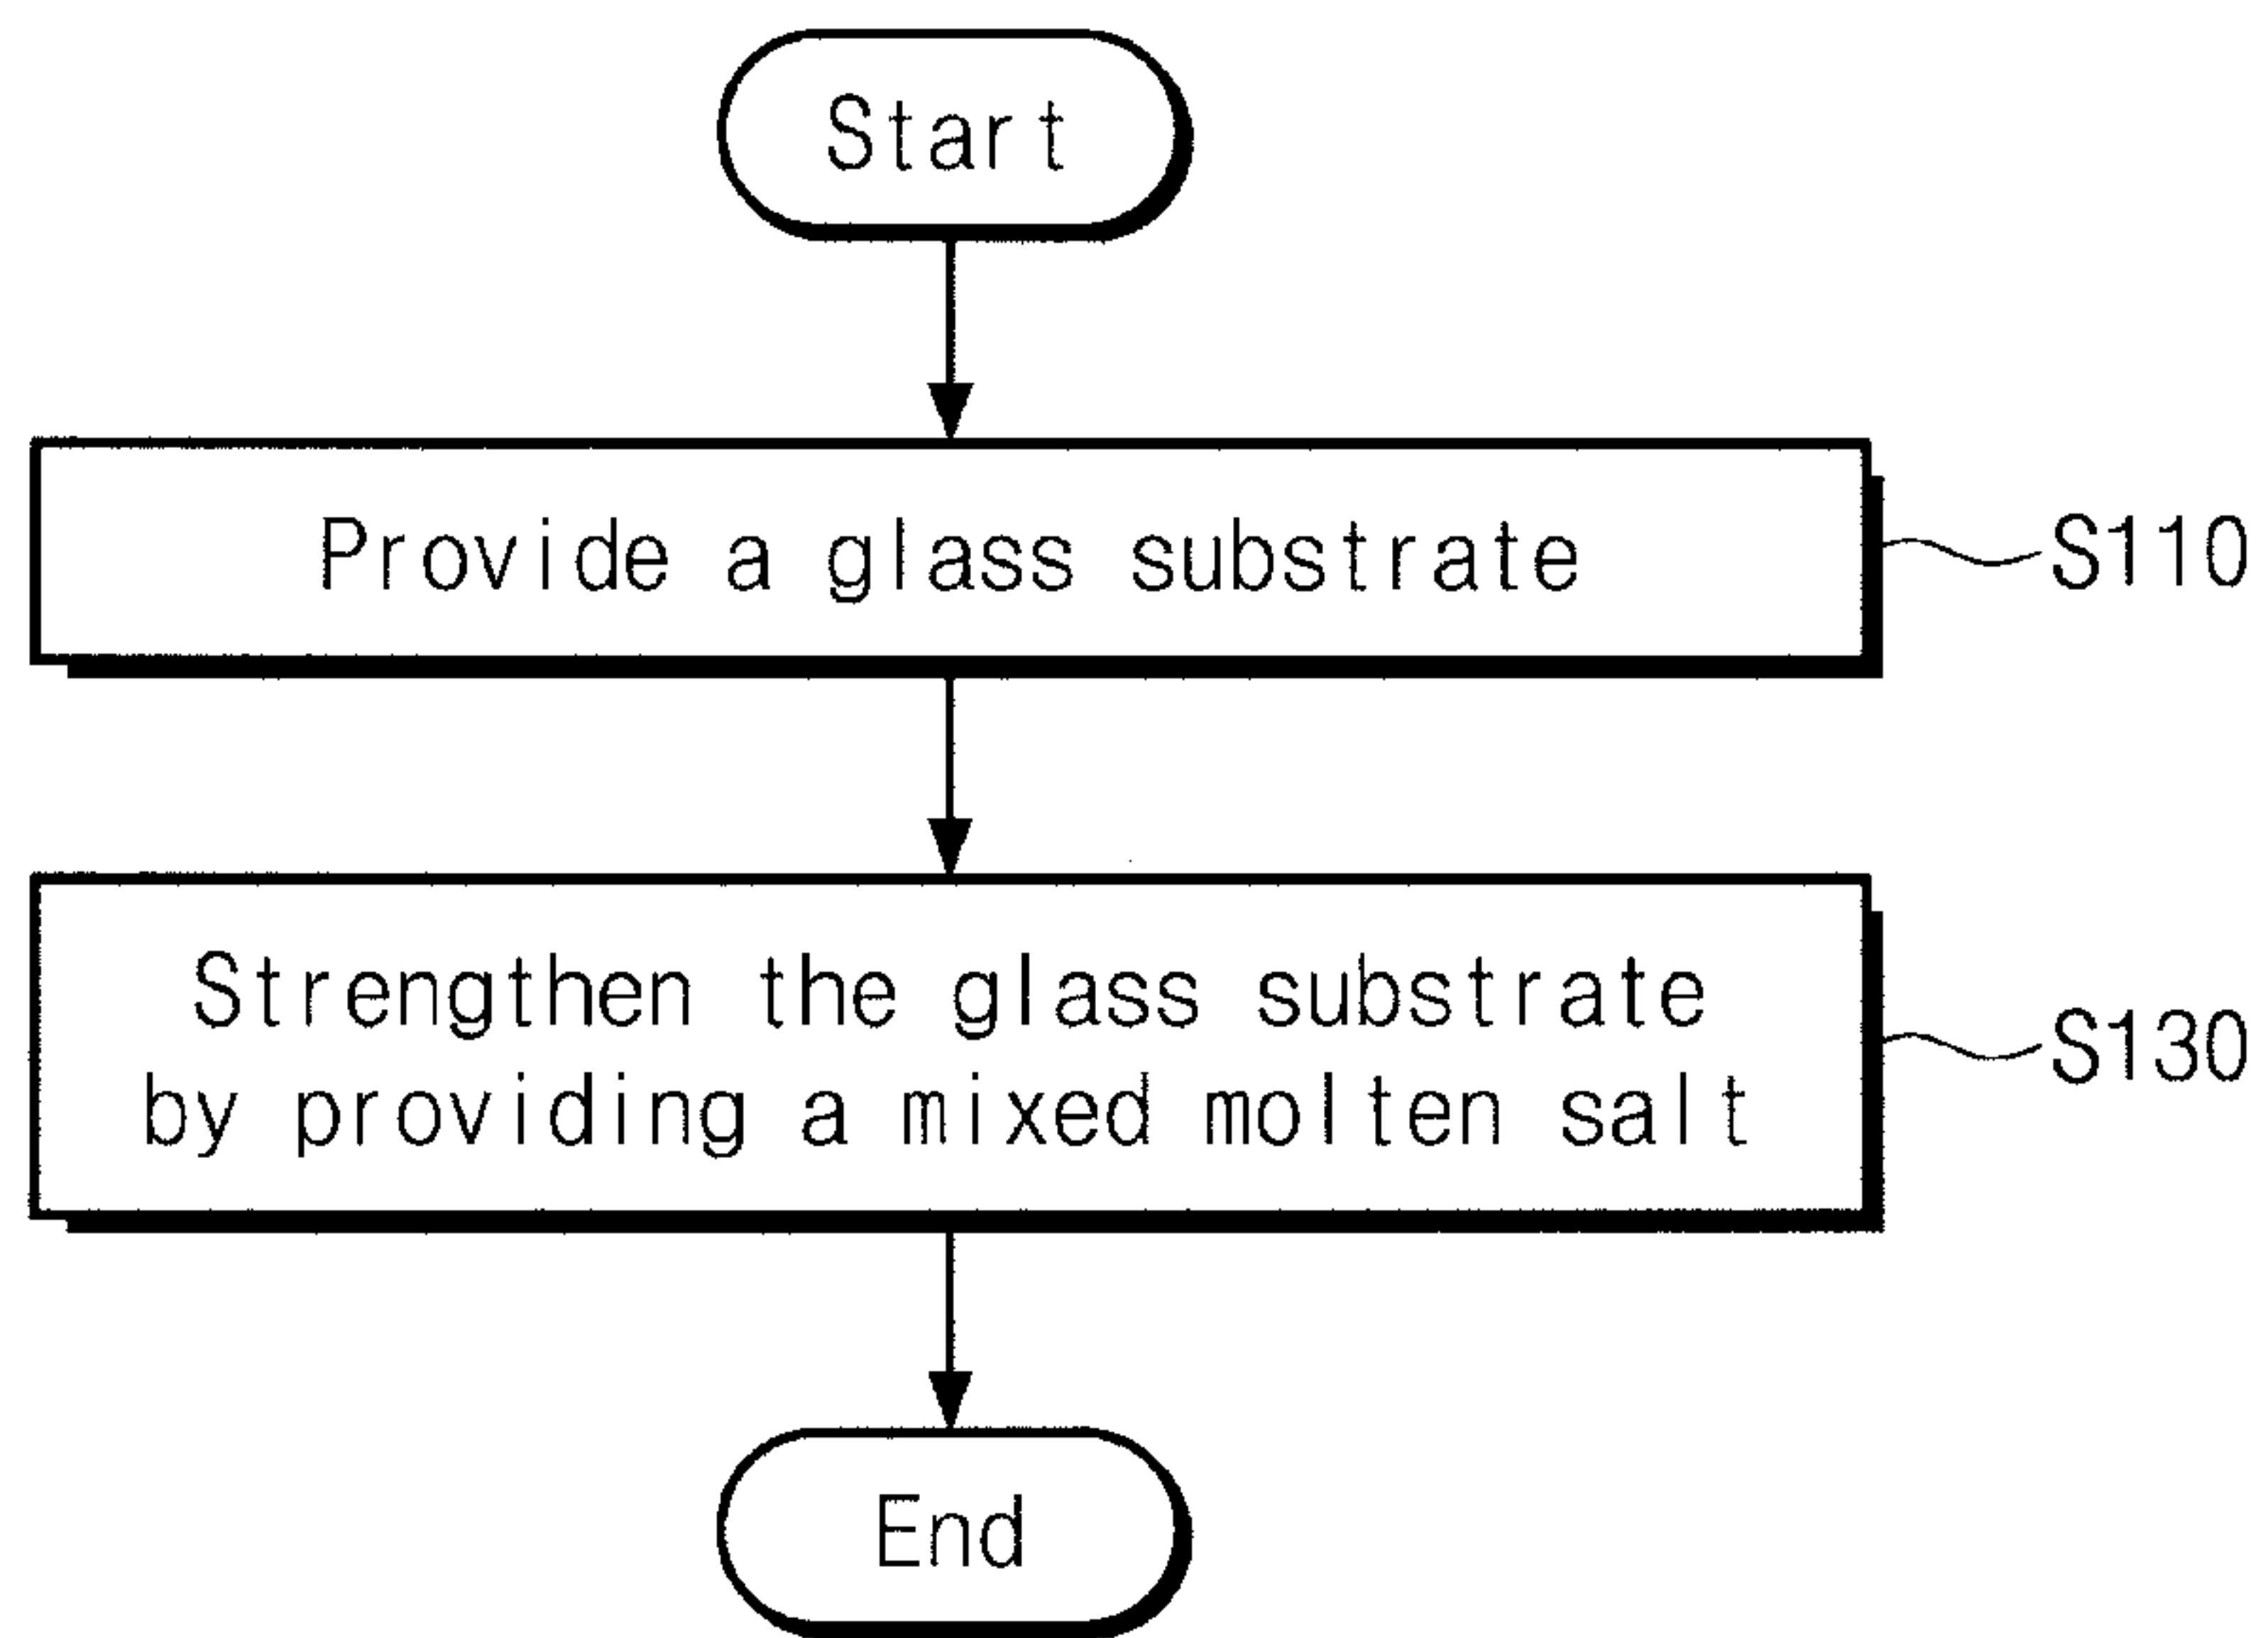 Start
Provide a glass substrate
S110
Strengthen the glass substrate
by providing a mixed molten salt
S130
End